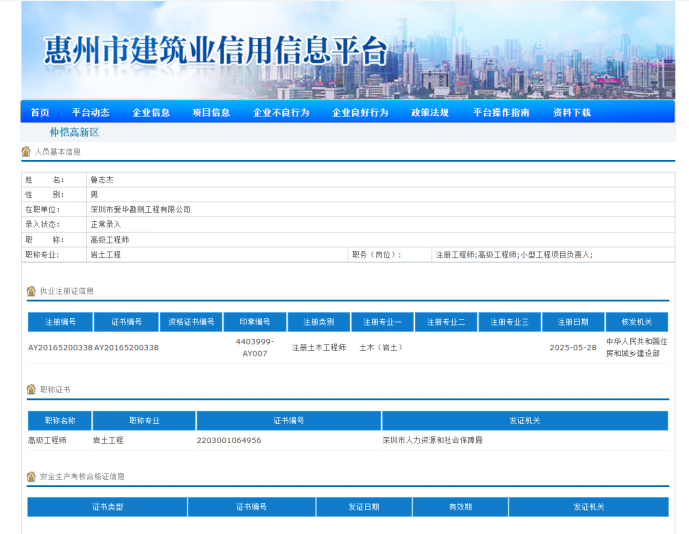 惠州市建筑业信用信息平台
首页 平台动态 企业信息 项目信息 企业不良行为 企业良好行为 政策法规 平台操作指南 资料下载
仲恺高新区
人员基本信息
姓 名： 鲁志杰
性 别： 男
在职单位： 深圳市爱华勘测工程有限公司
录入状态： 正常录入
职 称： 高级工程师
职称专业： 岩土工程 职务（岗位）： 注册工程师;高级工程师;小型工程项目负责人;
执业注册证信息
注册编号 证书编号 资格证书编号 印章编号 注册类别 注册专业一 注册专业二 注册专业三 注册日期 核发机关
AY20165200338 AY20165200338 4403999-AY007 注册土木工程师 土木（岩土） 2025-05-28 中华人民共和国住房和城乡建设部
职称证书
职称名称 职称专业 证书编号 发证机关
高级工程师 岩土工程 2203001064956 深圳市人力资源和社会保障局
安全生产考核合格证信息
证书类型 证书编号 发证日期 有效期 发证机关